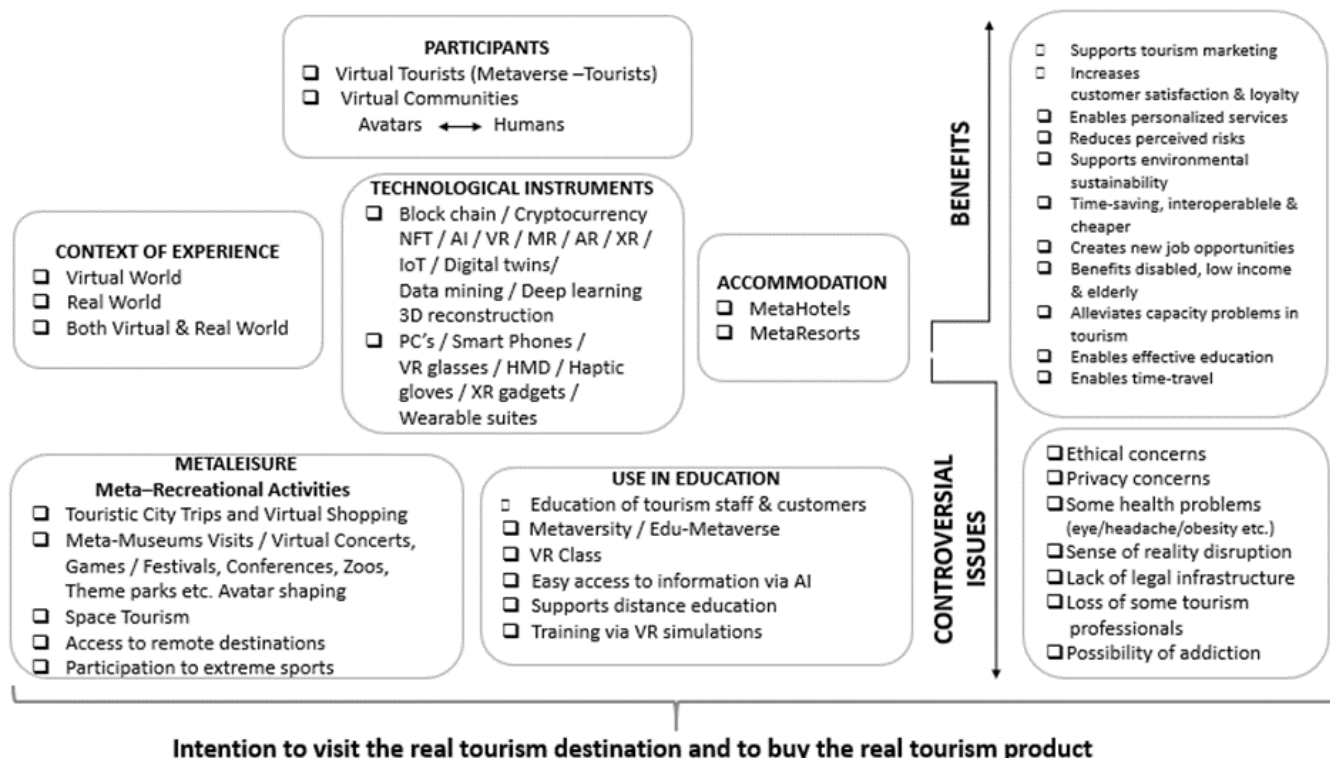 PARTICIPANTS
Virtual Tourists (Metaverse –Tourists)
Virtual Communities
Avatars ⟷ Humans
CONTEXT OF EXPERIENCE
Virtual World
Real World
Both Virtual & Real World
TECHNOLOGICAL INSTRUMENTS
Block chain / Cryptocurrency
NFT / AI / VR / MR / AR / XR /
IoT / Digital twins/
Data mining / Deep learning
3D reconstruction
PC's / Smart Phones /
VR glasses / HMD / Haptic
gloves / XR gadgets /
Wearable suites
ACCOMMODATION
MetaHotels
MetaResorts
METALEISURE
Meta–Recreational Activities
Touristic City Trips and Virtual Shopping
Meta-Museums Visits / Virtual Concerts,
Games / Festivals, Conferences, Zoos,
Theme parks etc. Avatar shaping
Space Tourism
Access to remote destinations
Participation to extreme sports
USE IN EDUCATION
Education of tourism staff & customers
Metaversity / Edu-Metaverse
VR Class
Easy access to information via AI
Supports distance education
Training via VR simulations
BENEFITS
Supports tourism marketing
Increases
customer satisfaction & loyalty
Enables personalized services
Reduces perceived risks
Supports environmental
sustainability
Time-saving, interoperablele &
cheaper
Creates new job opportunities
Benefits disabled, low income
& elderly
Alleviates capacity problems in
tourism
Enables effective education
Enables time-travel
CONTROVERSIAL
ISSUES
Ethical concerns
Privacy concerns
Some health problems
(eye/headache/obesity etc.)
Sense of reality disruption
Lack of legal infrastructure
Loss of some tourism
professionals
Possibility of addiction
Intention to visit the real tourism destination and to buy the real tourism product